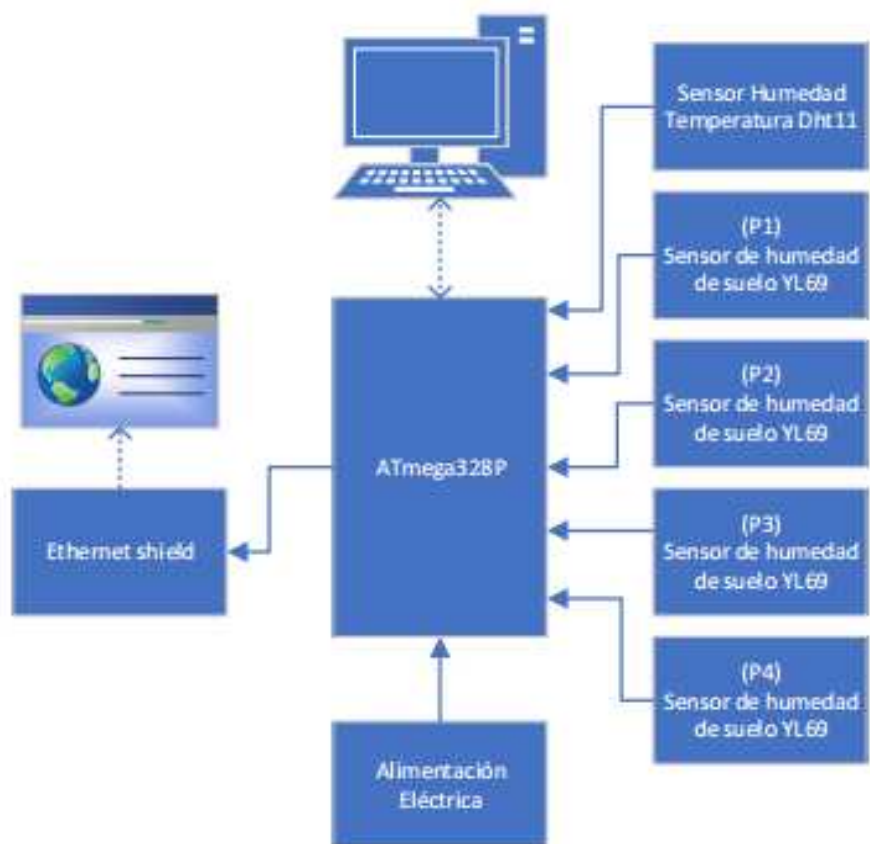 Sensor Humedad
Temperatura Dht11
(P1)
Sensor de humedad
de suelo YL69
(P2)
Sensor de humedad
de suelo YL69
ATmega328P
Ethernet shield
(P3)
Sensor de humedad
de suelo YL69
(P4)
Sensor de humedad
de suelo YL69
Alimentación
Eléctrica